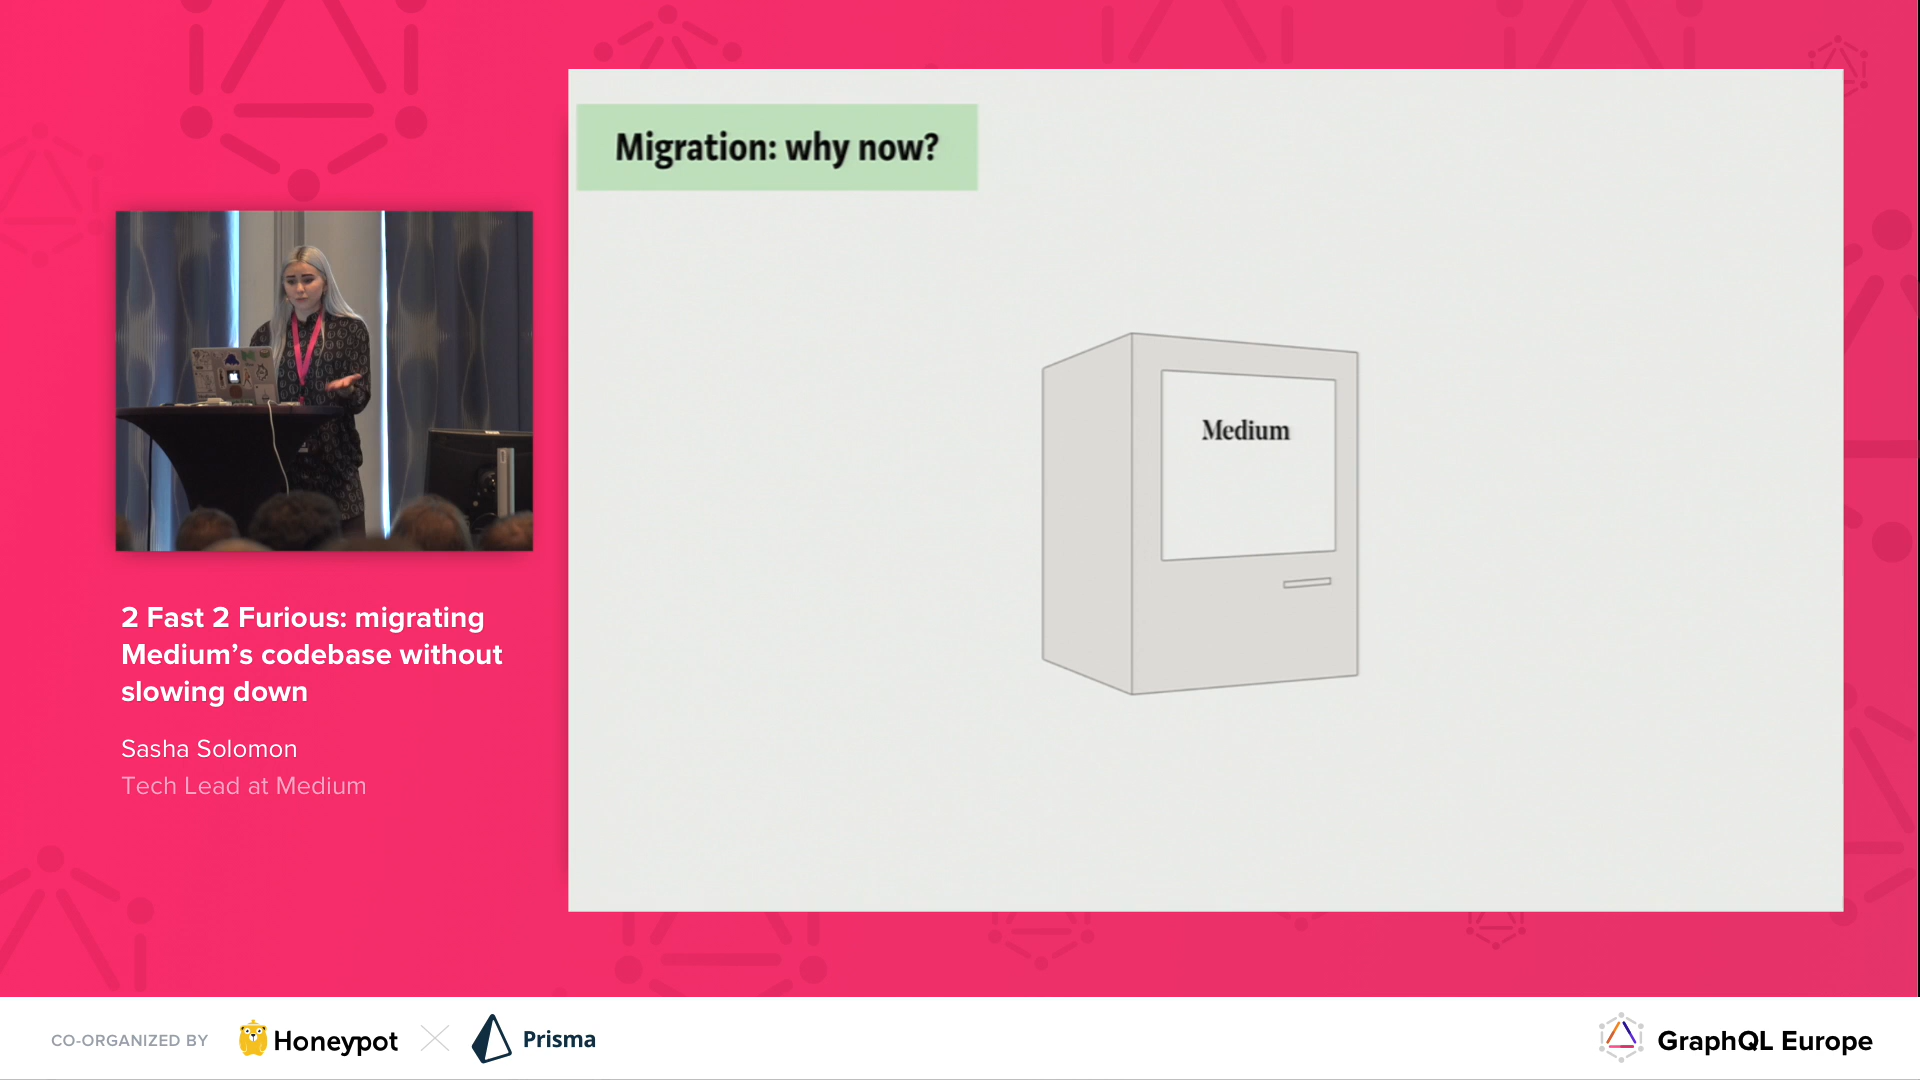 Migration: why now?
Medium
2 Fast 2 Furious: migrating
Medium’s codebase without
slowing down
Sasha Solomon
Tech Lead at Medium
CO-ORGANIZED BY
Honeypot
Prisma
GraphQL Europe